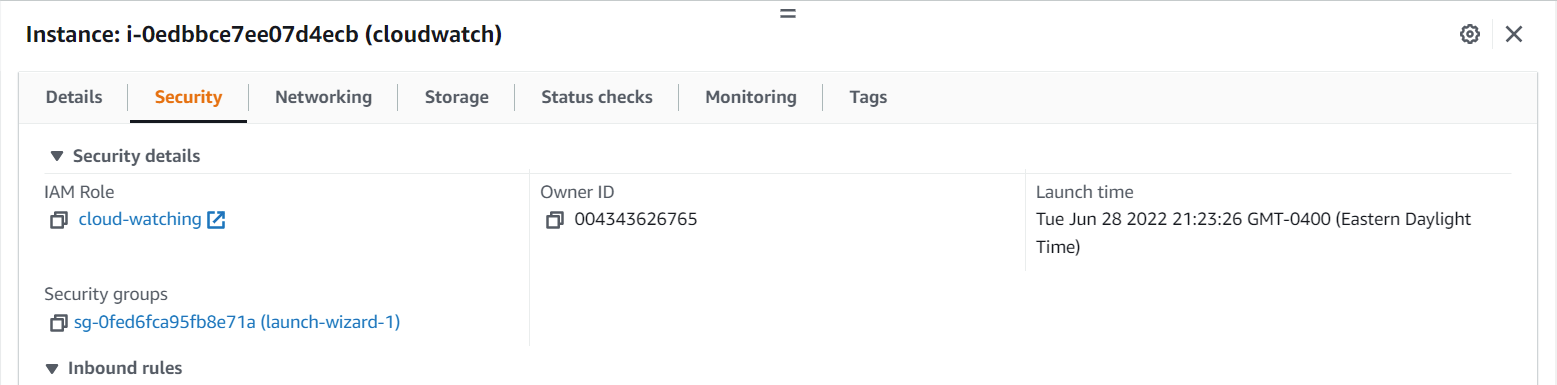 Instance: i-0edbbce7ee07d4ecb (cloudwatch)
Details
Security
Networking
Storage
Status checks
Monitoring
Tags
Security details
IAM Role
cloud-watching
Owner ID
004343626765
Launch time
Tue Jun 28 2022 21:23:26 GMT-0400 (Eastern Daylight
Time)
Security groups
sg-0fed6fca95fb8e71a (launch-wizard-1)
Inbound rules